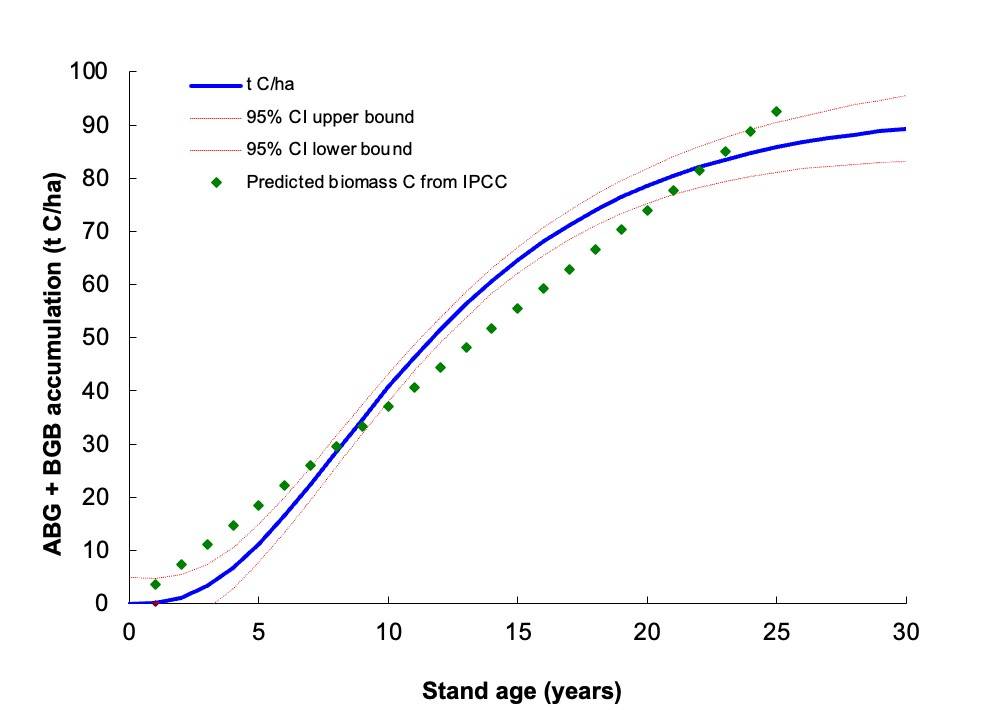 100
90
80
70
60
50
40
30
20
10
0
ABG + BGB accumulation (t C/ha)
t C/ha
95% CI upper bound
95% CI lower bound
Predicted biomass C from IPCC
0 5 10 15 20 25 30
Stand age (years)